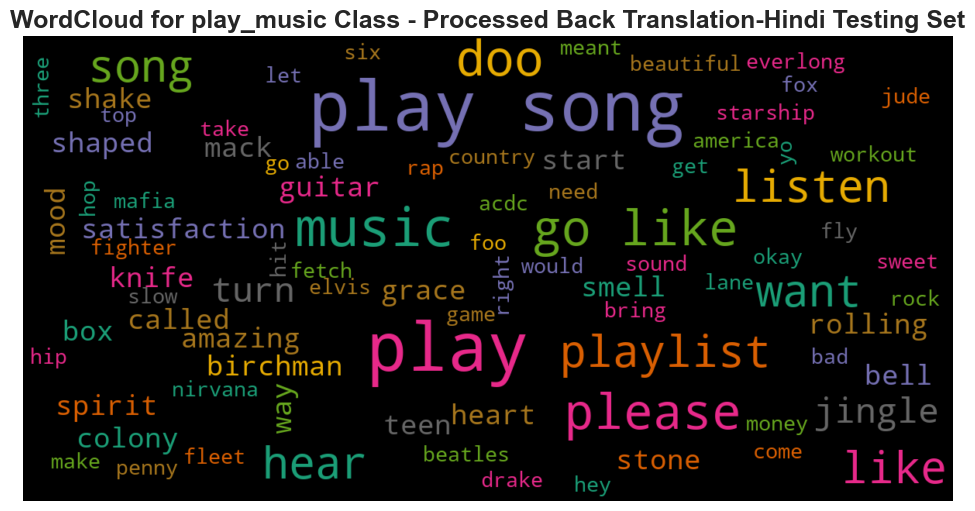 WordCloud for play_music Class - Processed Back Translation-Hindi Testing Set
three
song
six
let
doo
meant
beautiful
everlong
fox
jude
shake
top
shaped
take
mack
play song
starship
america
yo
workout
go
able
rap
country
start
get
guitar
need
listen
mood
hop
mafia
satisfaction
fighter
music
acdc
foo
go like
fly
hit
knife
slow
fetch
turn
elvis
grace
right
would
sound
smell
bring
okay
lane
want
sweet
rock
box
called
amazing
game
rolling
hip
birchman
play
playlist
bad
bell
nirvana
way
spirit
colony
teen
heart
please
money
jingle
make
penny
fleet
hear
beatles
drake
hey
stone
come
like